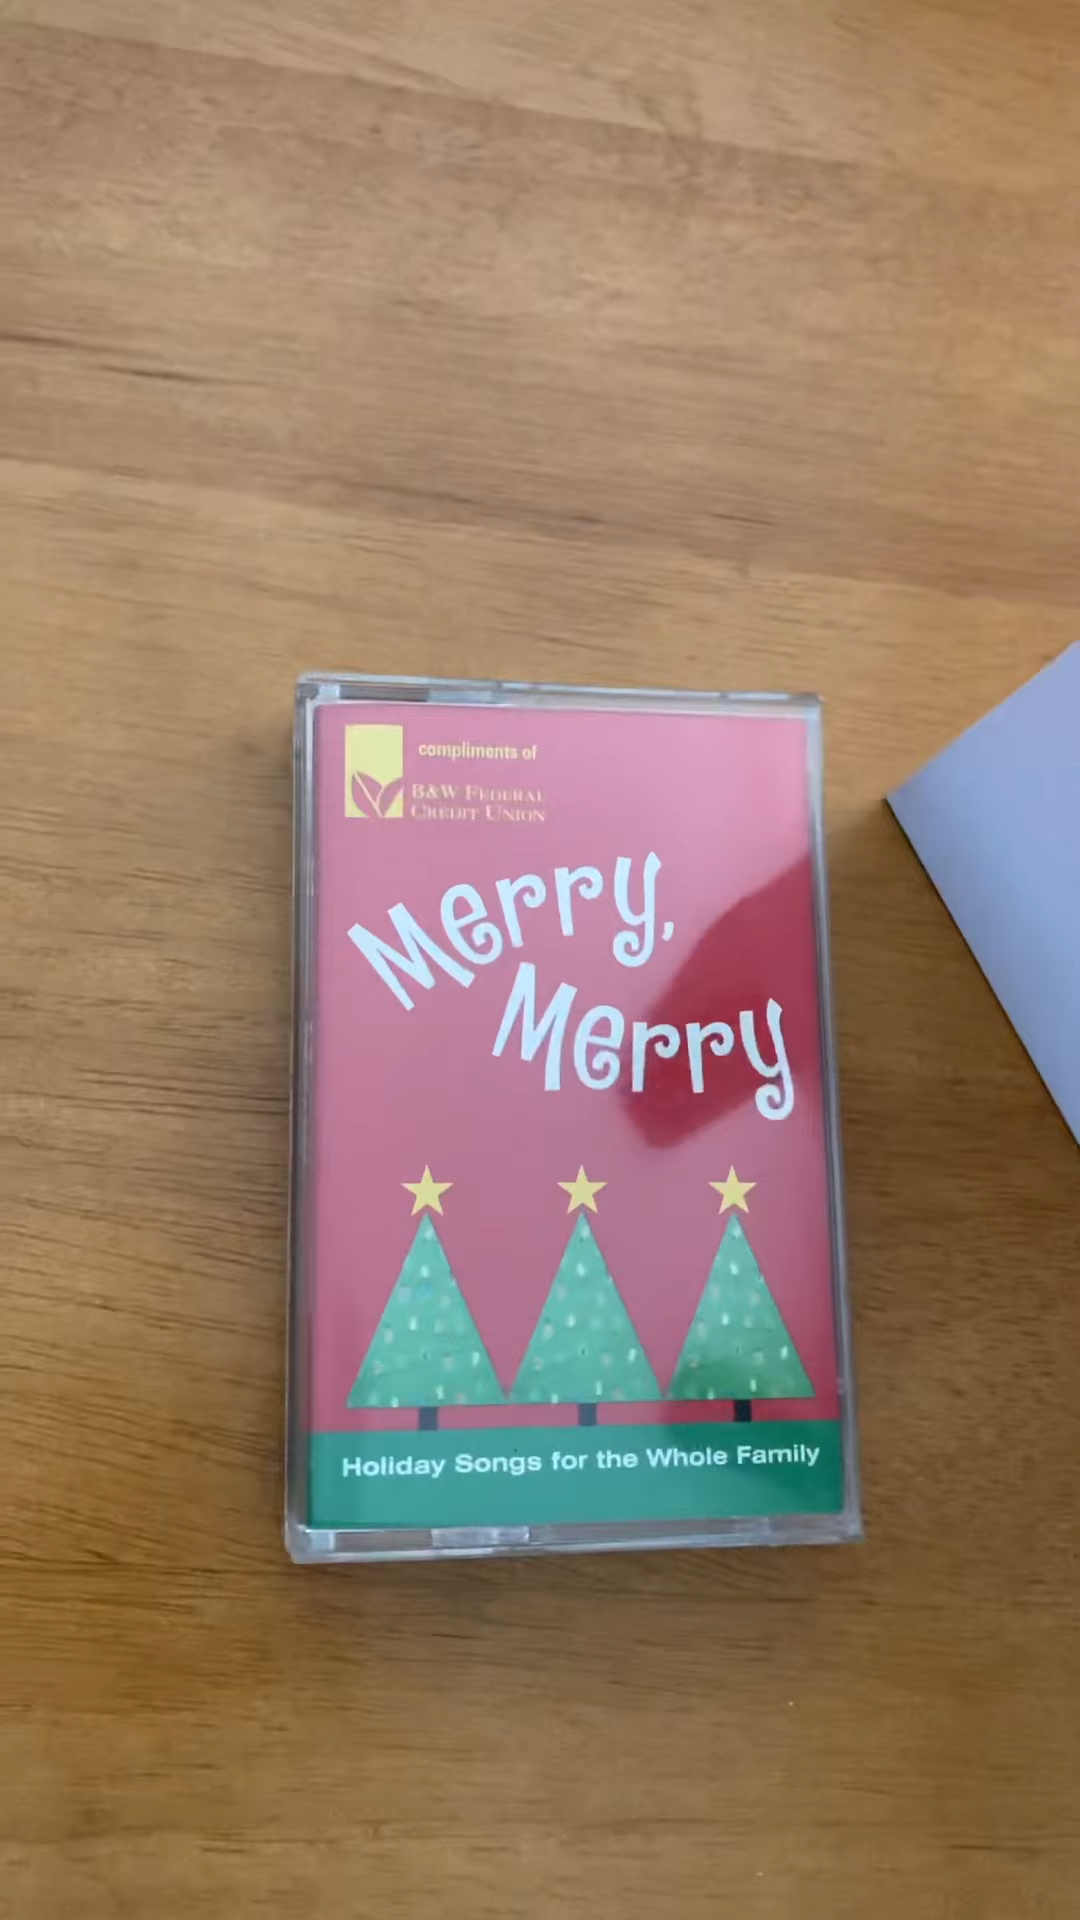 compliments of
B&W FEDERAL
CREDIT UNION
Merry,
Merry
Holiday Songs for the Whole Family